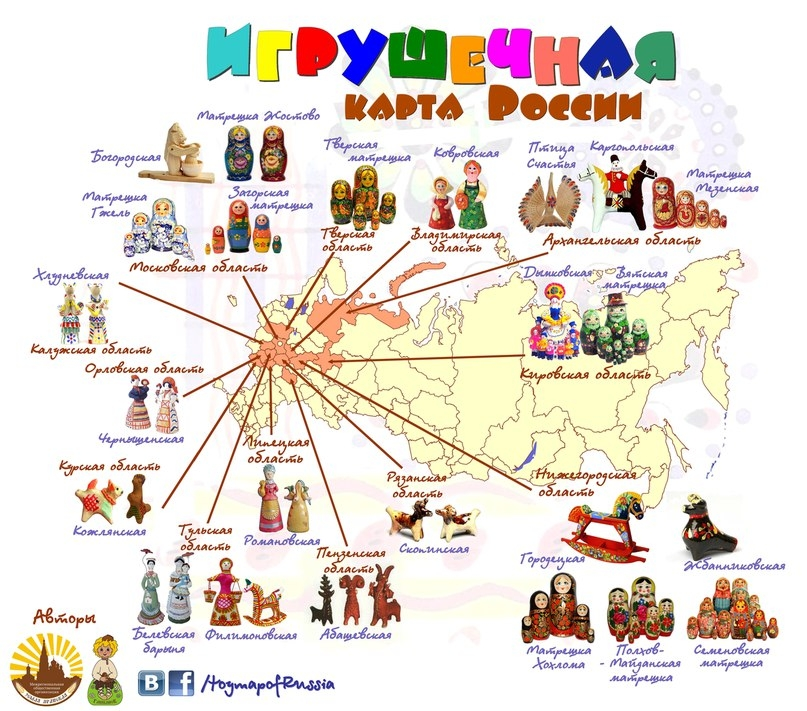 ИГРУШЕЧНАЯ
КАРТА РОССИИ
Матрешка Жостово
Богородская
Тверская
матрешка
Ковровская
Птица
Счастья
Каргопольская
Матрешка
Мезенская
Матрешка
Гжель
Загорская
матрешка
Тверская
область
Владимирская
область
Архангельская область
Московская область
Хлудневская
Дымковская
Вятская
матрешка
Калужская область
Орловская область
Кировская область
Чернышенская
Липецкая
область
Курская область
Рязанская
область
Нижегородская
область
Кожлянская
Тульская
область
Романовская
Скопинская
Пензенская
область
Городецкая
Жбанниковская
Авторы
Белевская
барыня
Филимоновская
Абашевская
Матрешка
Хохлома
Полхов-
-Майданская
матрешка
Семеновская
матрешка
В f /toymapofRussia